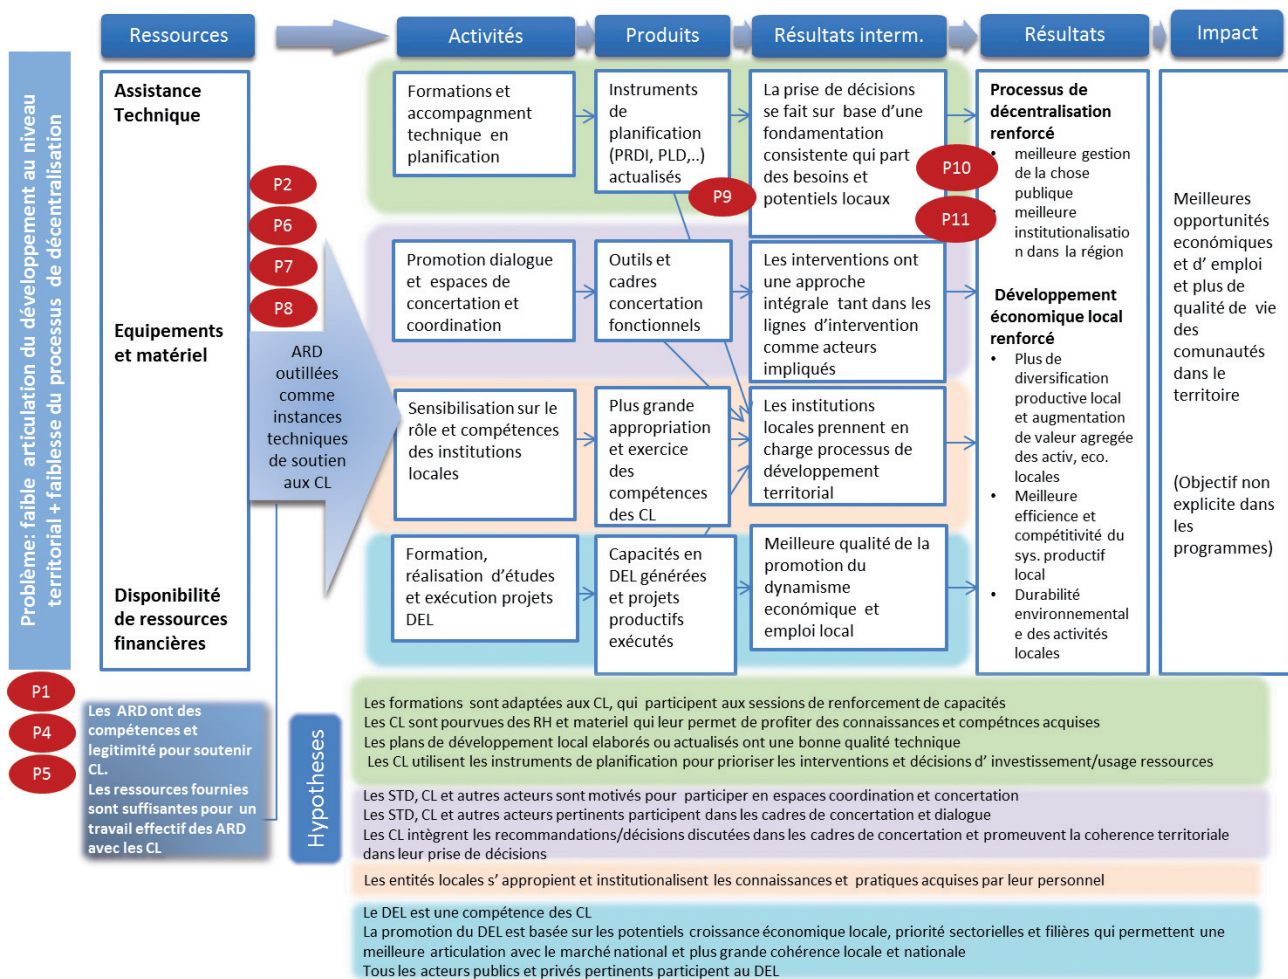 Problème: faible articulation du développement au niveau
territorial + faiblesse du processus de décentralisation
Ressources
Activités
Produits
Résultats interm.
Résultats
Impact
Assistance
Technique
Equipements
et matériel
Disponibilité
de ressources
financières
P2
P6
P7
P8
ARD
outillées
comme
instances
techniques
de soutien
aux CL
Formations et
accompagnment
technique en
planification
Instruments
de
planification
(PRDI, PLD,..)
actualisés
P9
La prise de décisions
se fait sur base d'une
fondamentation
consistente qui part
des besoins et
potentiels locaux
P10
P11
Promotion dialogue
et espaces de
concertation et
coordination
Outils et
cadres
concertation
fonctionnels
Les interventions ont
une approche
intégrale tant dans les
lignes d'intervention
comme acteurs
impliqués
Sensibilisation sur le
rôle et compétences
des institutions
locales
Plus grande
appropriation
et exercice
des
compétences
des CL
Les institutions
locales prennent en
charge processus de
développement
territorial
Formation,
réalisation d'études
et exécution projets
DEL
Capacités en
DEL générées
et projets
productifs
exécutés
Meilleure qualité de la
promotion du
dynamisme
économique et
emploi local
Processus de
décentralisation
renforcé
• meilleure gestion
de la chose
publique
• meilleure
institutionalisatio
n dans la région
Développement
économique local
renforcé
• Plus de
diversification
productive local
et augmentation
de valeur agregée
des activ, eco.
locales
• Meilleure
efficience et
compétitivité du
sys. productif
local
• Durabilité
environnemental
e des activités
locales
Meilleures
opportunités
económiques
et d' emploi
et plus de
qualité de vie
des
comunautés
dans le
territoire
(Objectif non
explicite dans
les
programmes)
P1
P4
P5
Les ARD ont des
compétences et
legitimité pour soutenir
CL.
Les ressources fournies
sont suffisantes pour un
travail effectif des ARD
avec les CL
Hypotheses
Les formations sont adaptées aux CL, qui participent aux sessions de renforcement de capacités
Les CL sont pourvues des RH et materiel qui leur permet de profiter des connaissances et compétnces acquises
Les plans de développement local elaborés ou actualisés ont une bonne qualité technique
Les CL utilisent les instruments de planification pour prioriser les interventions et décisions d' investissement/usage ressources
Les STD, CL et autres acteurs sont motivés pour participer en espaces coordination et concertation
Les STD, CL et autres acteurs pertinents participent dans les cadres de concertation et dialogue
Les CL intègrent les recommandations/décisions discutées dans les cadres de concertation et promeuvent la coherence territoriale
dans leur prise de décisions
Les entités locales s' appropient et institutionalisent les connaissances et pratiques acquises par leur personnel
Le DEL est une compétence des CL
La promotion du DEL est basée sur les potentiels croissance économique locale, priorité sectorielles et filières qui permettent une
meilleure articulation avec le marché national et plus grande cohérence locale et nationale
Tous les acteurs publics et privés pertinents participent au DEL